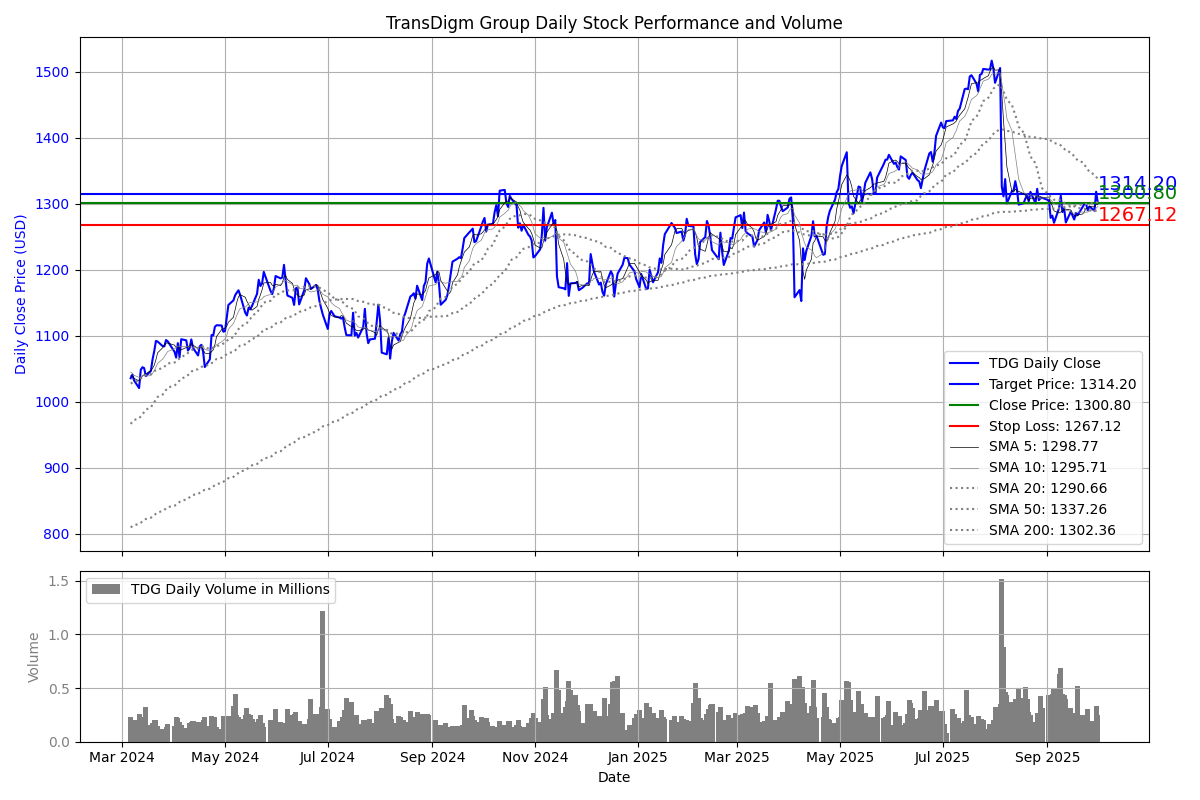 TransDigm Group Daily Stock Performance and Volume
Daily Close Price (USD)
1500
1400
1300
1200
1100
1000
900
800
1314.20
1300.80
1267.12
TDG Daily Close
Target Price: 1314.20
Close Price: 1300.80
Stop Loss: 1267.12
SMA 5: 1298.77
SMA 10: 1295.71
SMA 20: 1290.66
SMA 50: 1337.26
SMA 200: 1302.36
Volume
1.5
1.0
0.5
0.0
TDG Daily Volume in Millions
Mar 2024 May 2024 Jul 2024 Sep 2024 Nov 2024 Jan 2025 Mar 2025 May 2025 Jul 2025 Sep 2025
Date